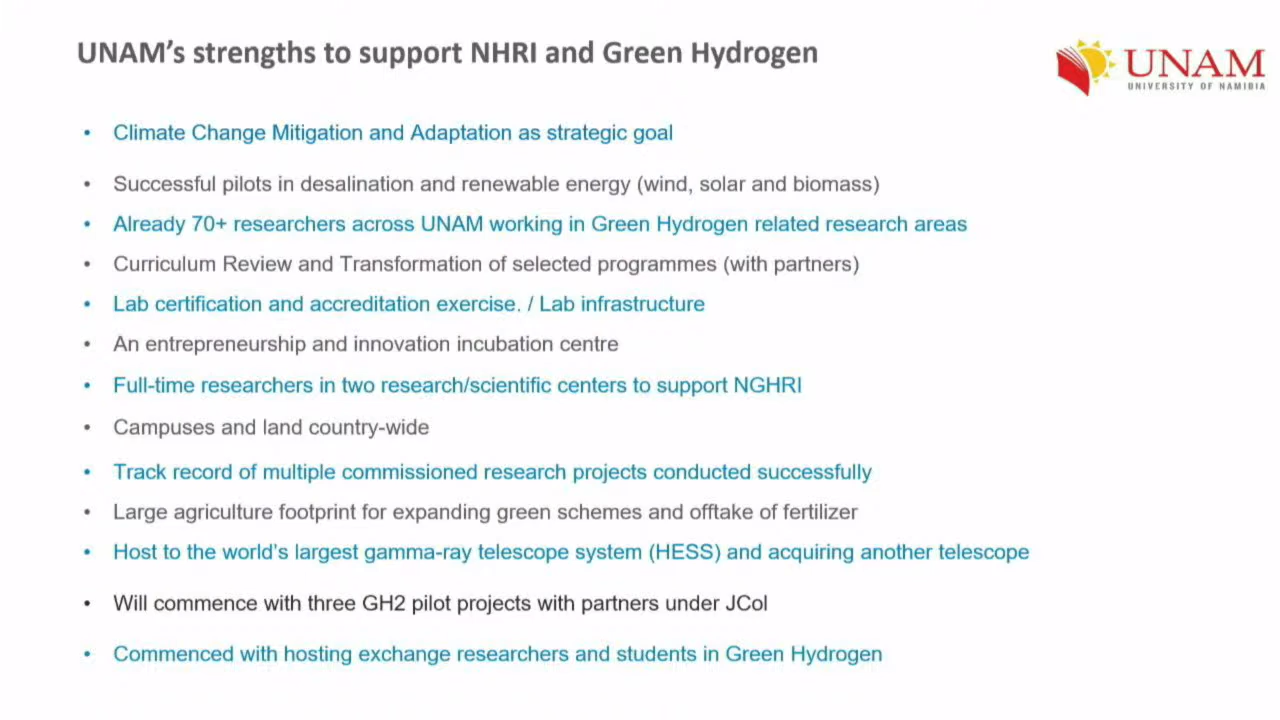 UNAM's strengths to support NHRI and Green Hydrogen
UNAM
UNIVERSITY OF NAMIBIA
• Climate Change Mitigation and Adaptation as strategic goal
• Successful pilots in desalination and renewable energy (wind, solar and biomass)
• Already 70+ researchers across UNAM working in Green Hydrogen related research areas
• Curriculum Review and Transformation of selected programmes (with partners)
• Lab certification and accreditation exercise. / Lab infrastructure
• An entrepreneurship and innovation incubation centre
• Full-time researchers in two research/scientific centers to support NGHRI
• Campuses and land country-wide
• Track record of multiple commissioned research projects conducted successfully
• Large agriculture footprint for expanding green schemes and offtake of fertilizer
• Host to the world's largest gamma-ray telescope system (HESS) and acquiring another telescope
• Will commence with three GH2 pilot projects with partners under JCol
• Commenced with hosting exchange researchers and students in Green Hydrogen